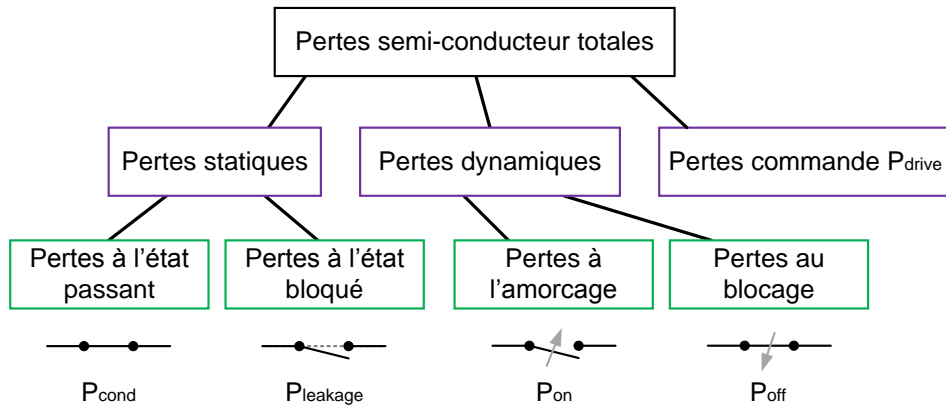 Pertes semi-conducteur totales
Pertes statiques
Pertes dynamiques
Pertes commande Pdrive
Pertes à l'état
passant
Pertes à l'état
bloqué
Pertes à
l'amorcage
Pertes au
blocage
Pcond
Pleakage
Pon
Poff